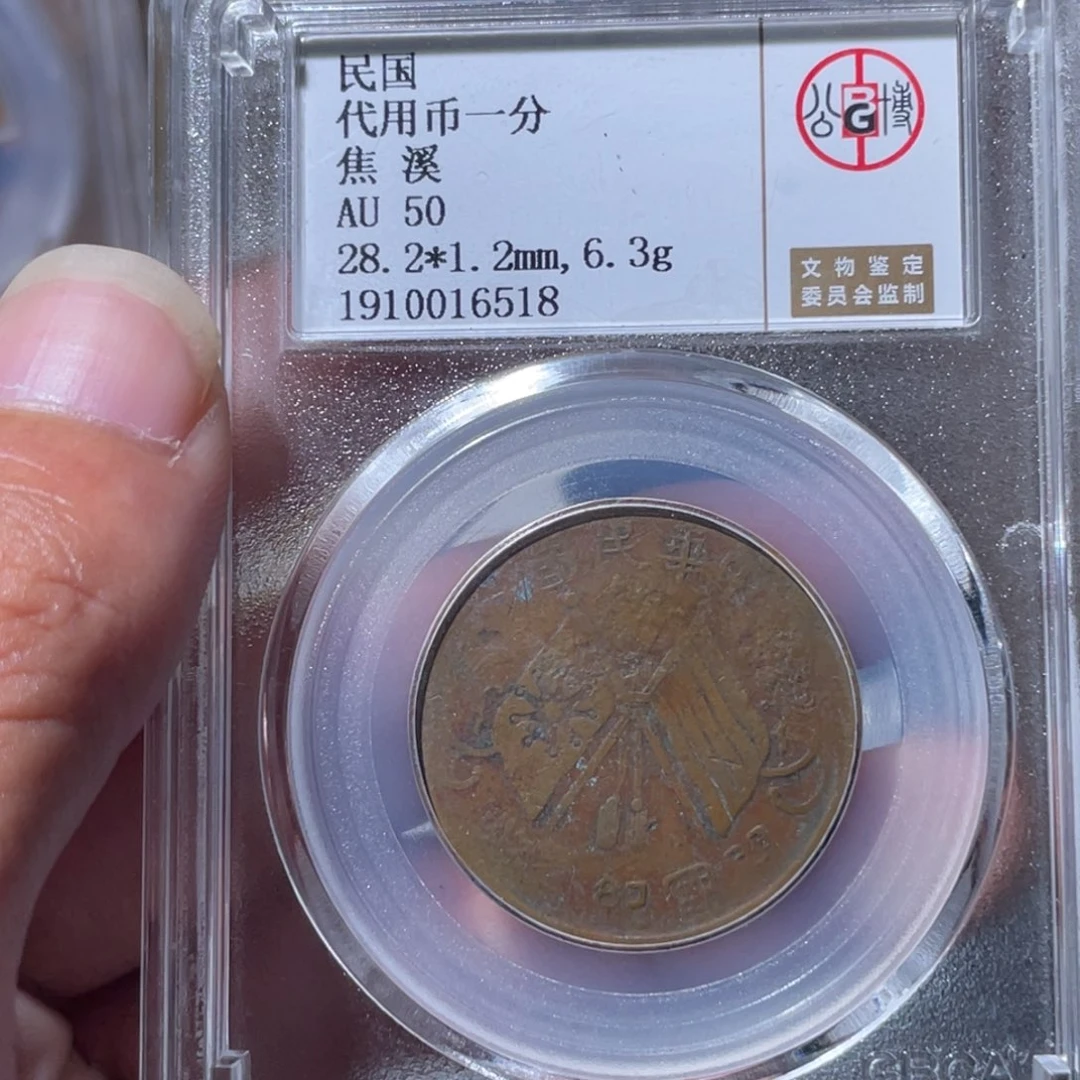 民国
代用币一分
焦 溪
AU 50
28.2*1.2mm,6.3g
1910016518
公博
BG
文物鉴定
委员会监制